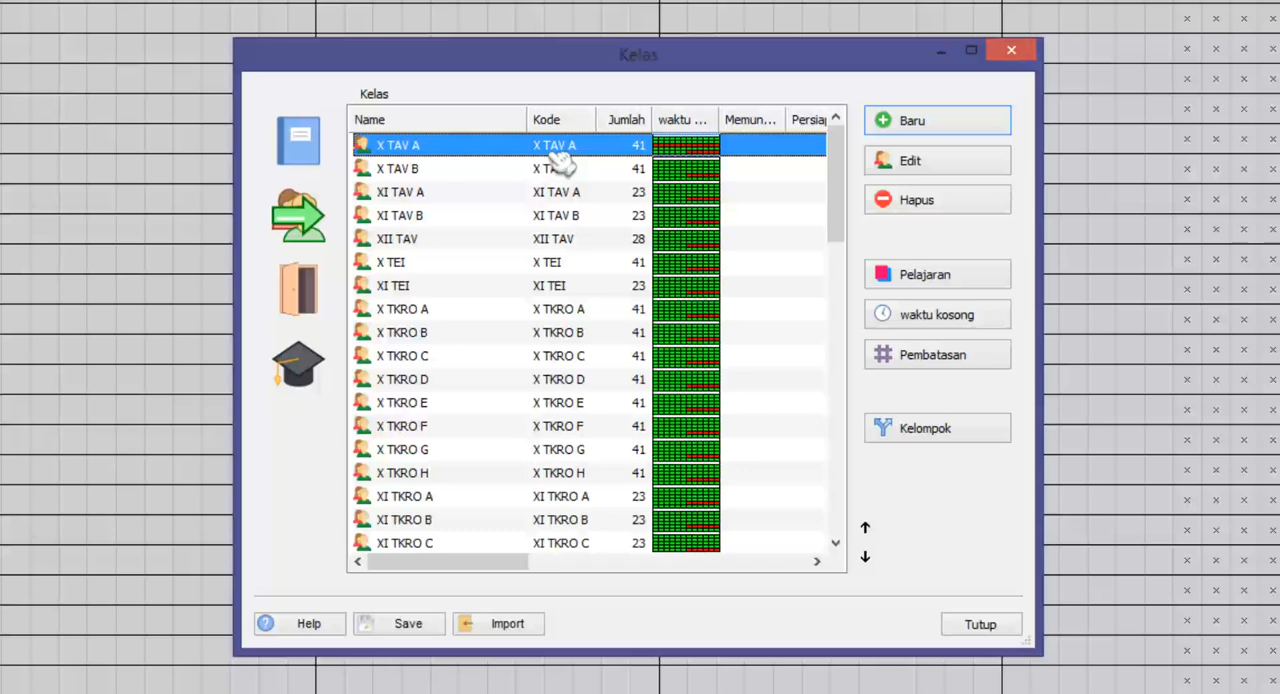 Kelas
Kelas
Name Kode Jumlah waktu ... Memun... Persia
X TAV A X TAV A 41
X TAV B X TA 41
XI TAV A XI TAV A 23
XI TAV B XI TAV B 23
XII TAV XII TAV 28
X TEI X TEI 41
XI TEI XI TEI 23
X TKRO A X TKRO A 41
X TKRO B X TKRO B 41
X TKRO C X TKRO C 41
X TKRO D X TKRO D 41
X TKRO E X TKRO E 41
X TKRO F X TKRO F 41
X TKRO G X TKRO G 41
X TKRO H X TKRO H 41
XI TKRO A XI TKRO A 23
XI TKRO B XI TKRO B 23
XI TKRO C XI TKRO C 23
Baru
Edit
Hapus
Pelajaran
waktu kosong
Pembatasan
Kelompok
Help Save Import Tutup